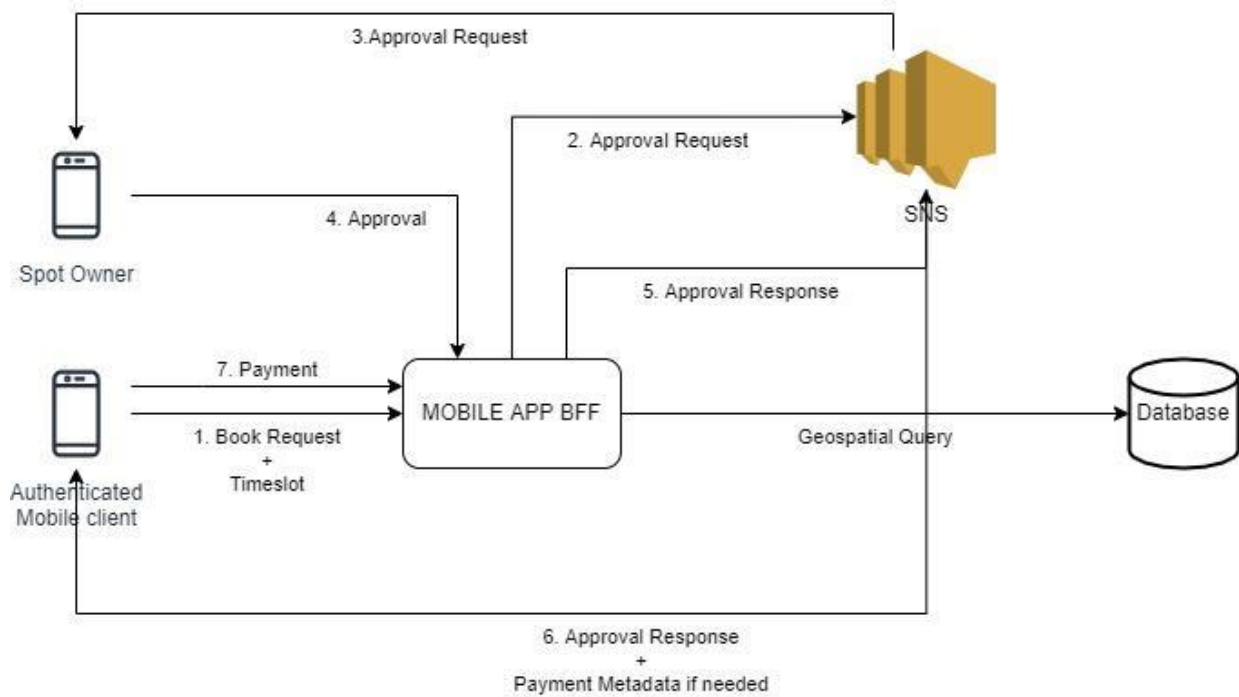 3.Approval Request
2. Approval Request
SNS
4. Approval
Spot Owner
5. Approval Response
7. Payment
MOBILE APP BFF
Database
1. Book Request
+
Timeslot
Geospatial Query
Authenticated
Mobile client
6. Approval Response
+
Payment Metadata if needed